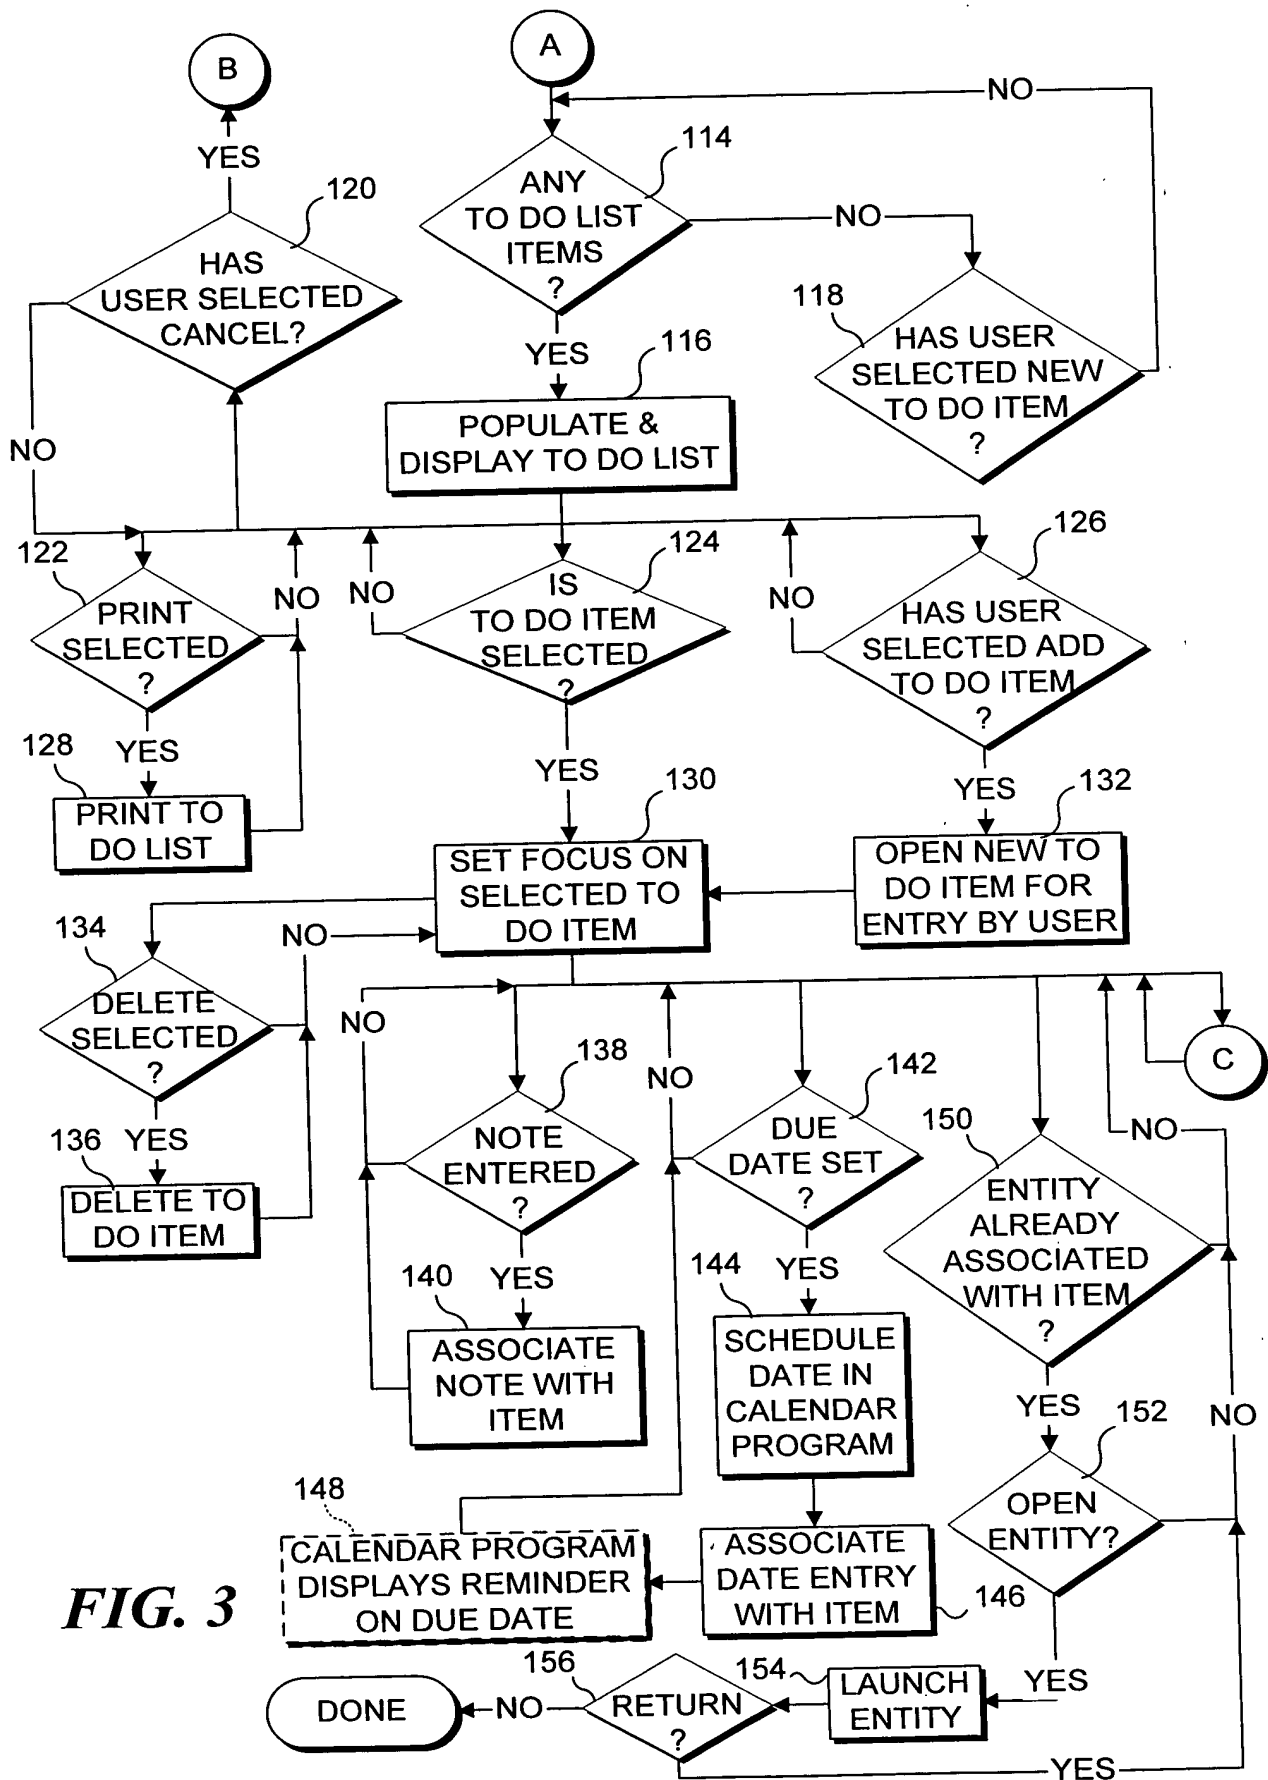 A
B
NO
YES
114
ANY
TO DO LIST
ITEMS
?
NO
120
HAS
USER SELECTED
CANCEL?
118
HAS USER
SELECTED NEW
TO DO ITEM
?
YES
116
POPULATE &
DISPLAY TO DO LIST
NO
122
PRINT
SELECTED
?
NO
NO
124
IS
TO DO ITEM
SELECTED
?
NO
126
HAS USER
SELECTED ADD
TO DO ITEM
?
YES
128
PRINT TO
DO LIST
YES
130
SET FOCUS ON
SELECTED TO
DO ITEM
YES
132
OPEN NEW TO
DO ITEM FOR
ENTRY BY USER
134
DELETE
SELECTED
?
NO
YES
136
DELETE TO
DO ITEM
NO
138
NOTE
ENTERED
?
NO
142
DUE
DATE SET
?
C
NO
150
ENTITY
ALREADY
ASSOCIATED
WITH ITEM
?
YES
140
ASSOCIATE
NOTE WITH
ITEM
YES
144
SCHEDULE
DATE IN
CALENDAR
PROGRAM
YES
152
NO
OPEN
ENTITY?
148
CALENDAR PROGRAM
DISPLAYS REMINDER
ON DUE DATE
ASSOCIATE
DATE ENTRY
WITH ITEM
146
FIG. 3
YES
154
LAUNCH
ENTITY
156
RETURN
?
NO
DONE
YES